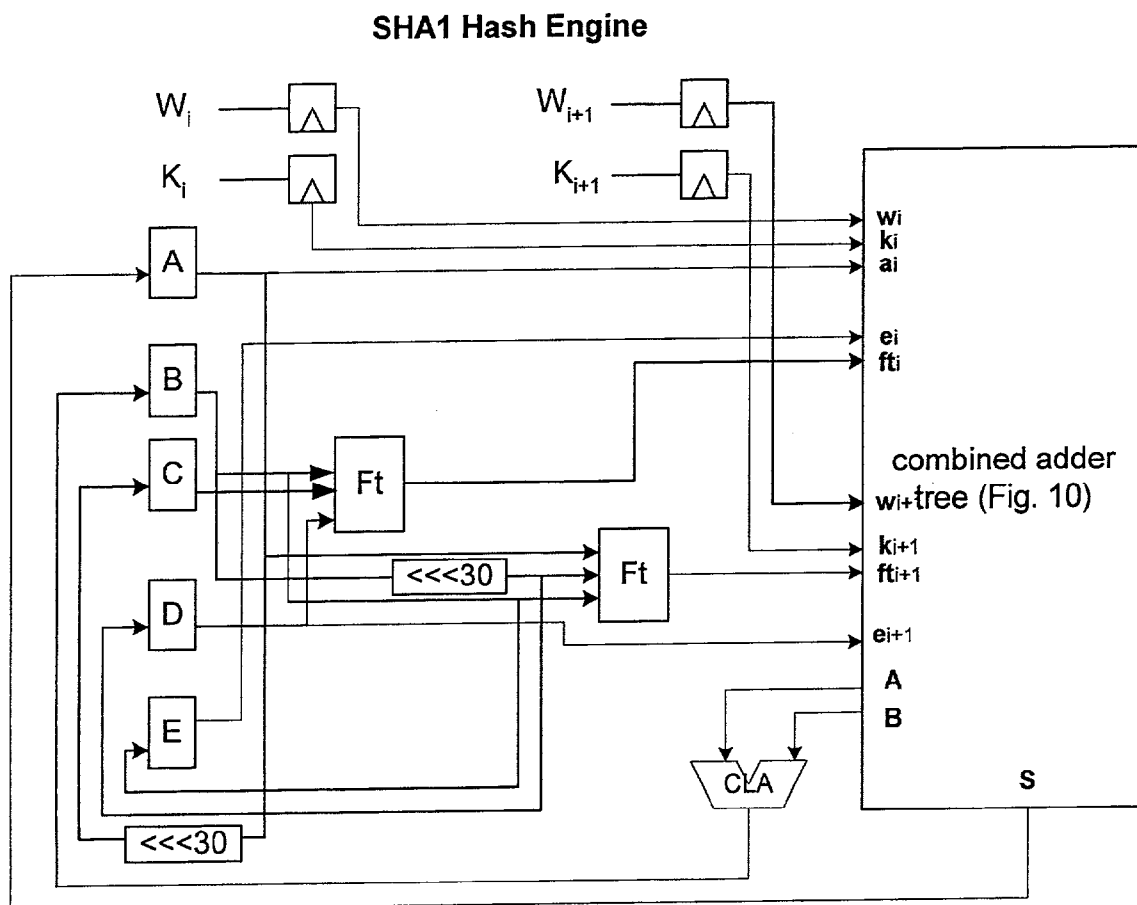 SHA1 Hash Engine
Wi
Wi+1
Ki
Ki+1
wi
ki
A
ai
ei
B
fti
C
Ft
combined adder
tree (Fig. 10)
wi+
ki+1
<<<30
Ft
fti+1
D
ei+1
A
B
E
CLA
S
<<<30